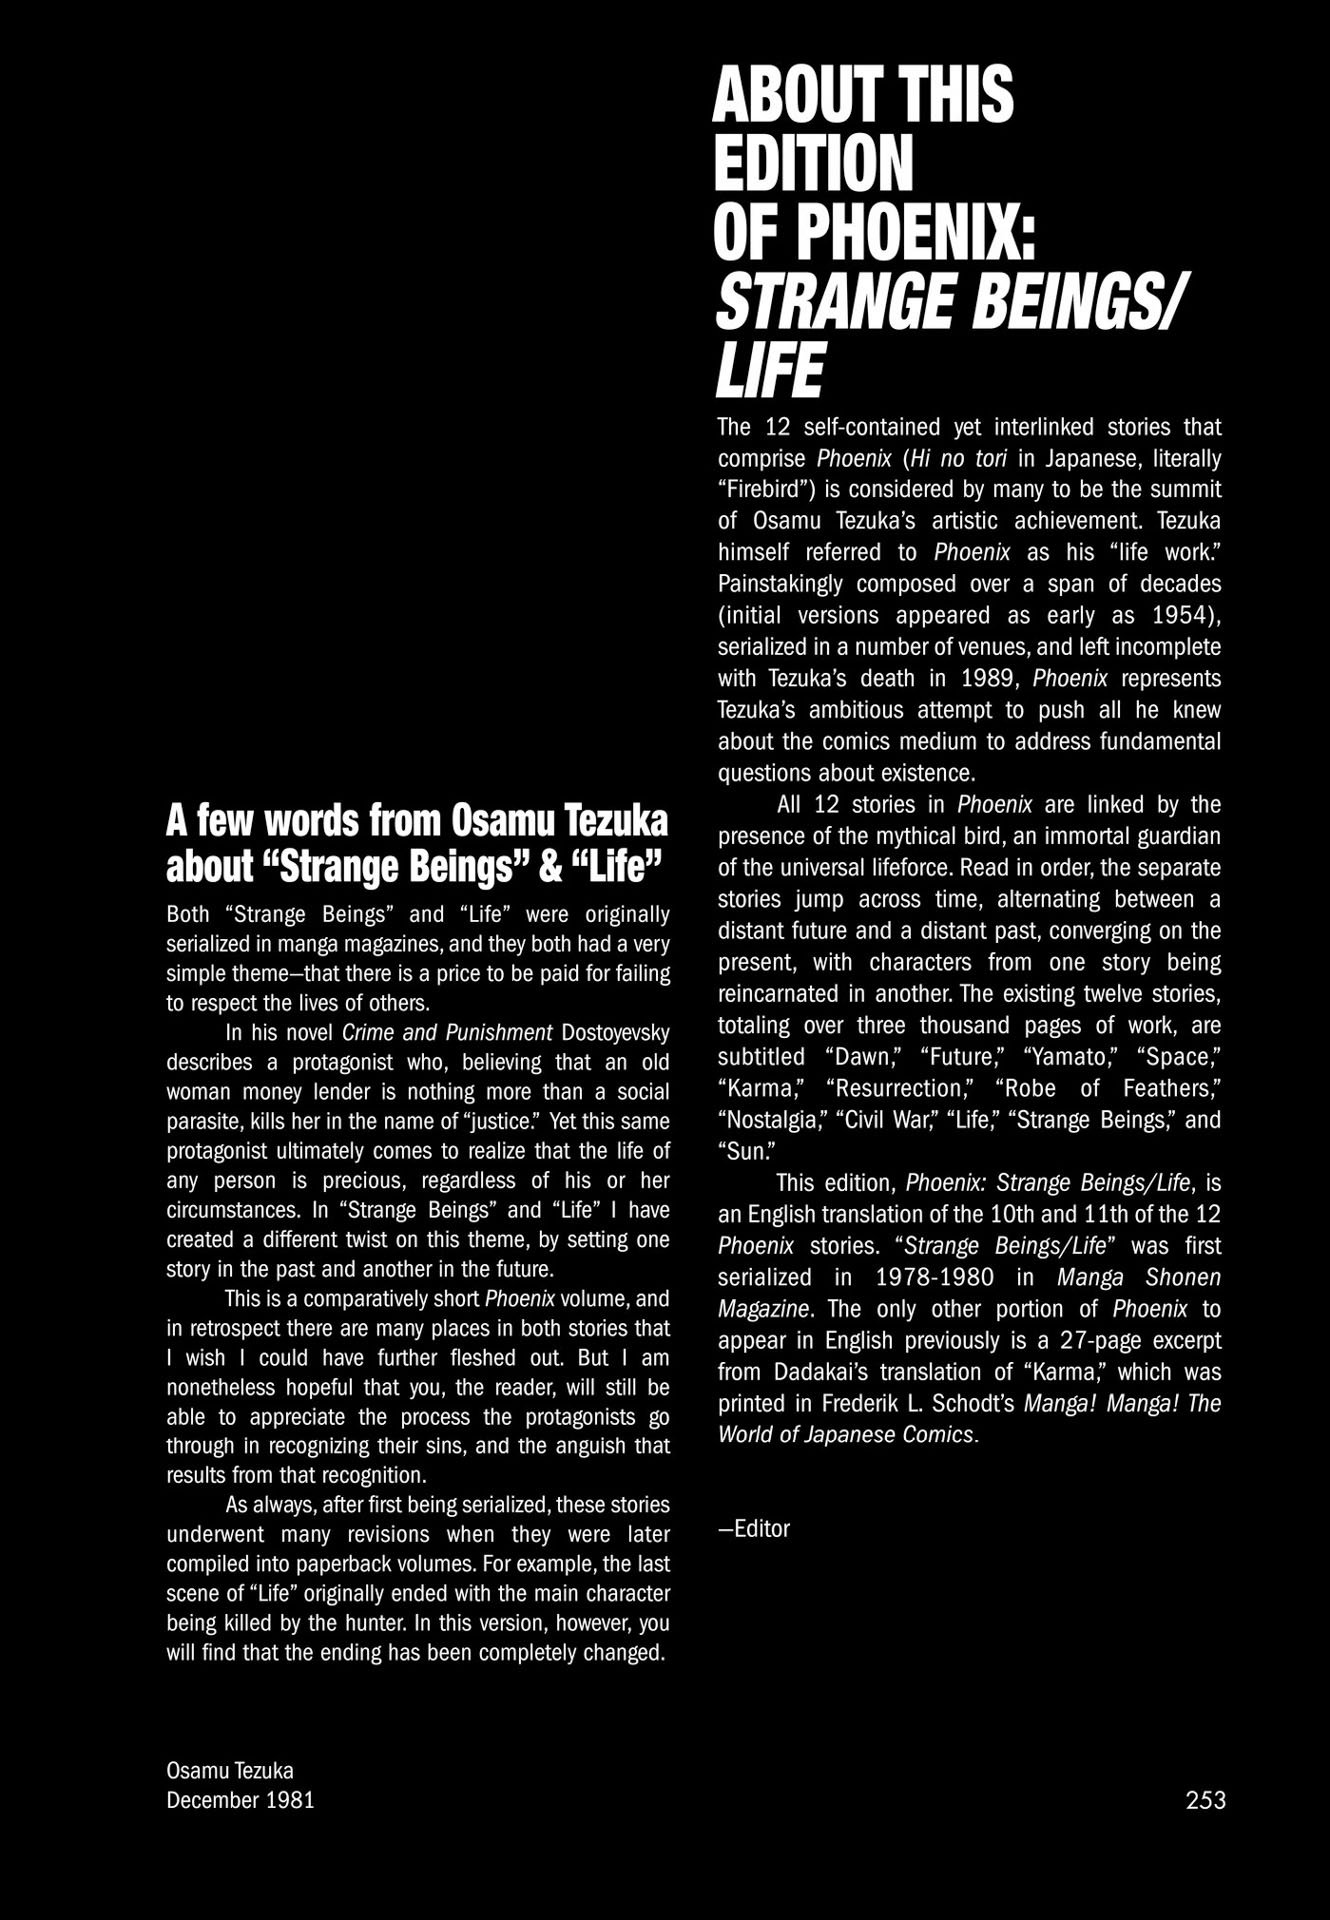 A few words from Osamu Tezuka
about “Strange Beings” & “Life”
Both “Strange Beings” and “Life” were originally
serialized in manga magazines, and they both had a very
simple theme—that there is a price to be paid for failing
to respect the lives of others.
In his novel Crime and Punishment Dostoyevsky
describes a protagonist who, believing that an old
woman money lender is nothing more than a social
parasite, kills her in the name of “justice.” Yet this same
protagonist ultimately comes to realize that the life of
any person is precious, regardless of his or her
circumstances. In “Strange Beings” and “Life” I have
created a different twist on this theme, by setting one
story in the past and another in the future.
This is a comparatively short Phoenix volume, and
in retrospect there are many places in both stories that
I wish I could have further fleshed out. But I am
nonetheless hopeful that you, the reader, will still be
able to appreciate the process the protagonists go
through in recognizing their sins, and the anguish that
results from that recognition.
As always, after first being serialized, these stories
underwent many revisions when they were later
compiled into paperback volumes. For example, the last
scene of “Life” originally ended with the main character
being killed by the hunter. In this version, however, you
will find that the ending has been completely changed.
Osamu Tezuka
December 1981
ABOUT THIS
EDITION
OF PHOENIX:
STRANGE BEINGS/
LIFE
The 12 self-contained yet interlinked stories that
comprise Phoenix (Hi no tori in Japanese, literally
“Firebird”) is considered by many to be the summit
of Osamu Tezuka’s artistic achievement. Tezuka
himself referred to Phoenix as his “life work.”
Painstakingly composed over a span of decades
(initial versions appeared as early as 1954),
serialized in a number of venues, and left incomplete
with Tezuka’s death in 1989, Phoenix represents
Tezuka’s ambitious attempt to push all he knew
about the comics medium to address fundamental
questions about existence.
All 12 stories in Phoenix are linked by the
presence of the mythical bird, an immortal guardian
of the universal lifeforce. Read in order, the separate
stories jump across time, alternating between a
distant future and a distant past, converging on the
present, with characters from one story being
reincarnated in another. The existing twelve stories,
totaling over three thousand pages of work, are
subtitled “Dawn,” “Future,” “Yamato,” “Space,”
“Karma,” “Resurrection,” “Robe of Feathers,”
“Nostalgia,” “Civil War,” “Life,” “Strange Beings,” and
“Sun.”
This edition, Phoenix: Strange Beings/Life, is
an English translation of the 10th and 11th of the 12
Phoenix stories. “Strange Beings/Life” was first
serialized in 1978-1980 in Manga Shonen
Magazine. The only other portion of Phoenix to
appear in English previously is a 27-page excerpt
from Dadakai’s translation of “Karma,” which was
printed in Frederik L. Schodt’s Manga! Manga! The
World of Japanese Comics.
—Editor
253